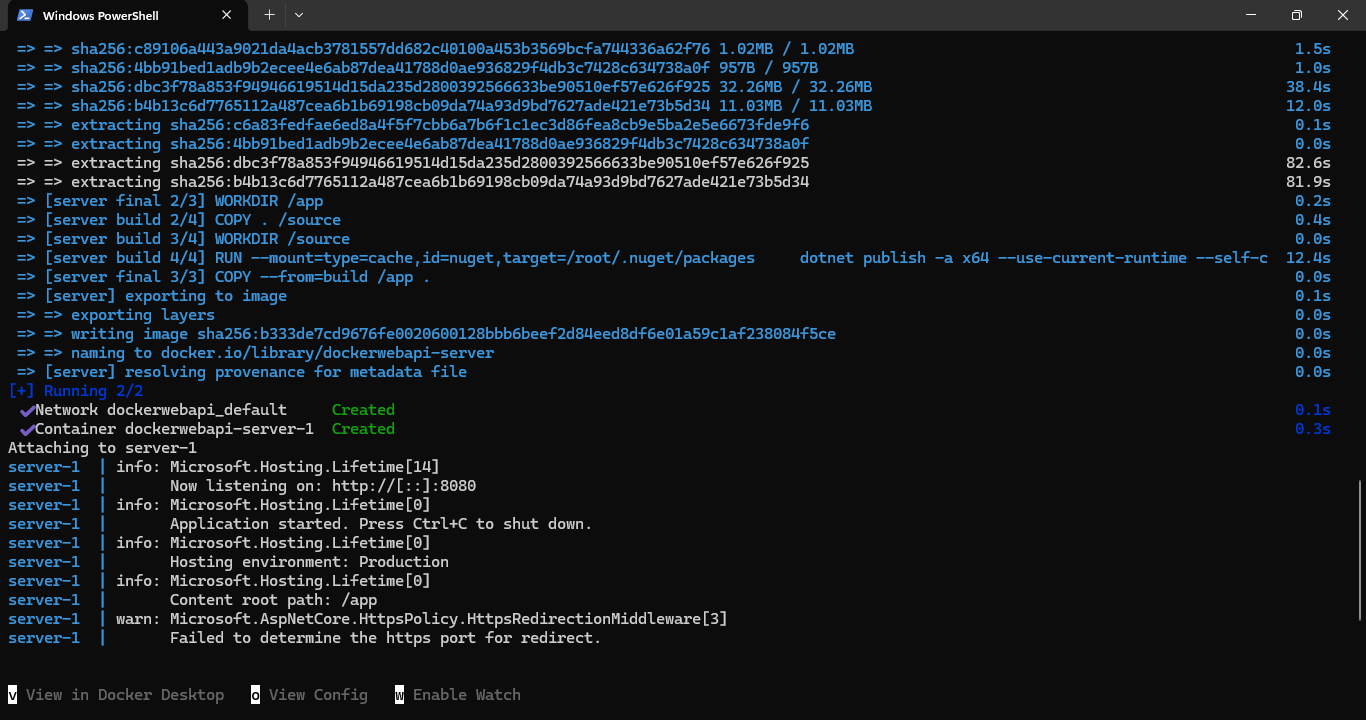 Windows PowerShell
=> => sha256:c89106a443a9021da4acb3781557dd682c40100a453b3569bcfa744336a62f76 1.02MB / 1.02MB 1.5s
=> => sha256:4bb91bed1adb9b2ecee4e6ab87dea41788d0ae936829f4db3c7428c634738a0f 957B / 957B 1.0s
=> => sha256:dbc3f78a853f94946619514d15da235d2800392566633be90510ef57e626f925 32.26MB / 32.26MB 38.4s
=> => sha256:b4b13c6d7765112a487cea6b1b69198cb09da74a93d9bd7627ade421e73b5d34 11.03MB / 11.03MB 12.0s
=> => extracting sha256:c6a83fedfae6ed8a4f5f7cbb6a7b6f1c1ec3d86fea8cb9e5ba2e5e6673fde9f6 0.1s
=> => extracting sha256:4bb91bed1adb9b2ecee4e6ab87dea41788d0ae936829f4db3c7428c634738a0f 0.0s
=> => extracting sha256:dbc3f78a853f94946619514d15da235d2800392566633be90510ef57e626f925 82.6s
=> => extracting sha256:b4b13c6d7765112a487cea6b1b69198cb09da74a93d9bd7627ade421e73b5d34 81.9s
=> [server final 2/3] WORKDIR /app 0.2s
=> [server build 2/4] COPY . /source 0.4s
=> [server build 3/4] WORKDIR /source 0.0s
=> [server build 4/4] RUN --mount=type=cache,id=nuget,target=/root/.nuget/packages     dotnet publish -a x64 --use-current-runtime --self-c 12.4s
=> [server final 3/3] COPY --from=build /app . 0.0s
=> [server] exporting to image 0.1s
=> => exporting layers 0.0s
=> => writing image sha256:b333de7cd9676fe0020600128bbb6beef2d84eed8df6e01a59c1af238084f5ce 0.0s
=> => naming to docker.io/library/dockerwebapi-server 0.0s
=> [server] resolving provenance for metadata file 0.0s
[+] Running 2/2
✔Network dockerwebapi_default     Created 0.1s
✔Container dockerwebapi-server-1  Created 0.3s
Attaching to server-1
server-1  | info: Microsoft.Hosting.Lifetime[14]
server-1  |       Now listening on: http://[::]:8080
server-1  | info: Microsoft.Hosting.Lifetime[0]
server-1  |       Application started. Press Ctrl+C to shut down.
server-1  | info: Microsoft.Hosting.Lifetime[0]
server-1  |       Hosting environment: Production
server-1  | info: Microsoft.Hosting.Lifetime[0]
server-1  |       Content root path: /app
server-1  | warn: Microsoft.AspNetCore.HttpsPolicy.HttpsRedirectionMiddleware[3]
server-1  |       Failed to determine the https port for redirect.
v View in Docker Desktop   o View Config   w Enable Watch